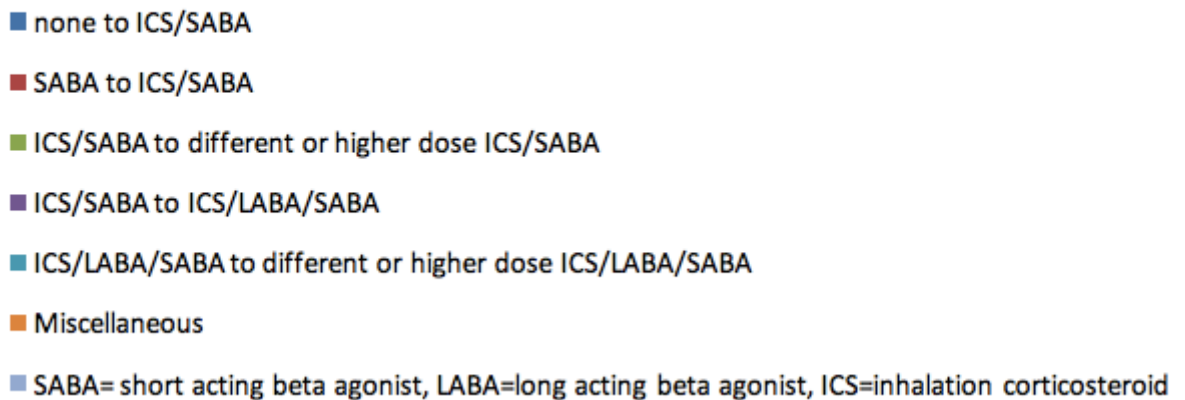 none to ICS/SABA
SABA to ICS/SABA
ICS/SABA to different or higher dose ICS/SABA
ICS/SABA to ICS/LABA/SABA
ICS/LABA/SABA to different or higher dose ICS/LABA/SABA
Miscellaneous
SABA= short acting beta agonist, LABA=long acting beta agonist, ICS=inhalation corticosteroid